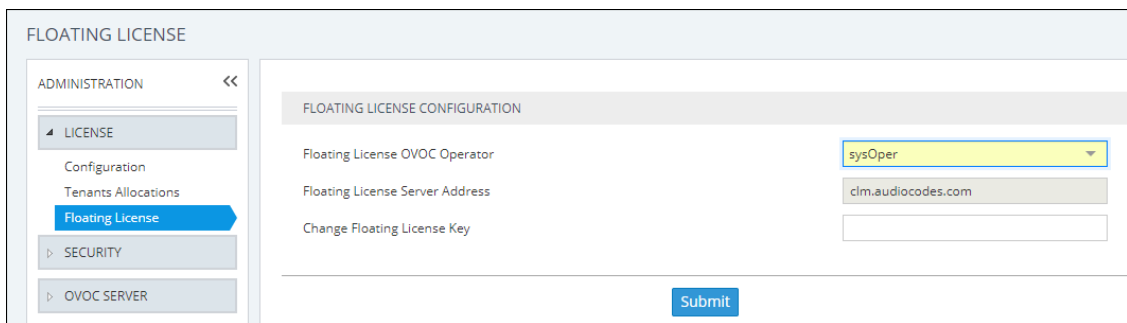 FLOATING LICENSE
ADMINISTRATION
LICENSE
Configuration
Tenants Allocations
Floating License
SECURITY
OVOC SERVER
FLOATING LICENSE CONFIGURATION
Floating License OVOC Operator sysOper
Floating License Server Address clm.audiocodes.com
Change Floating License Key
Submit